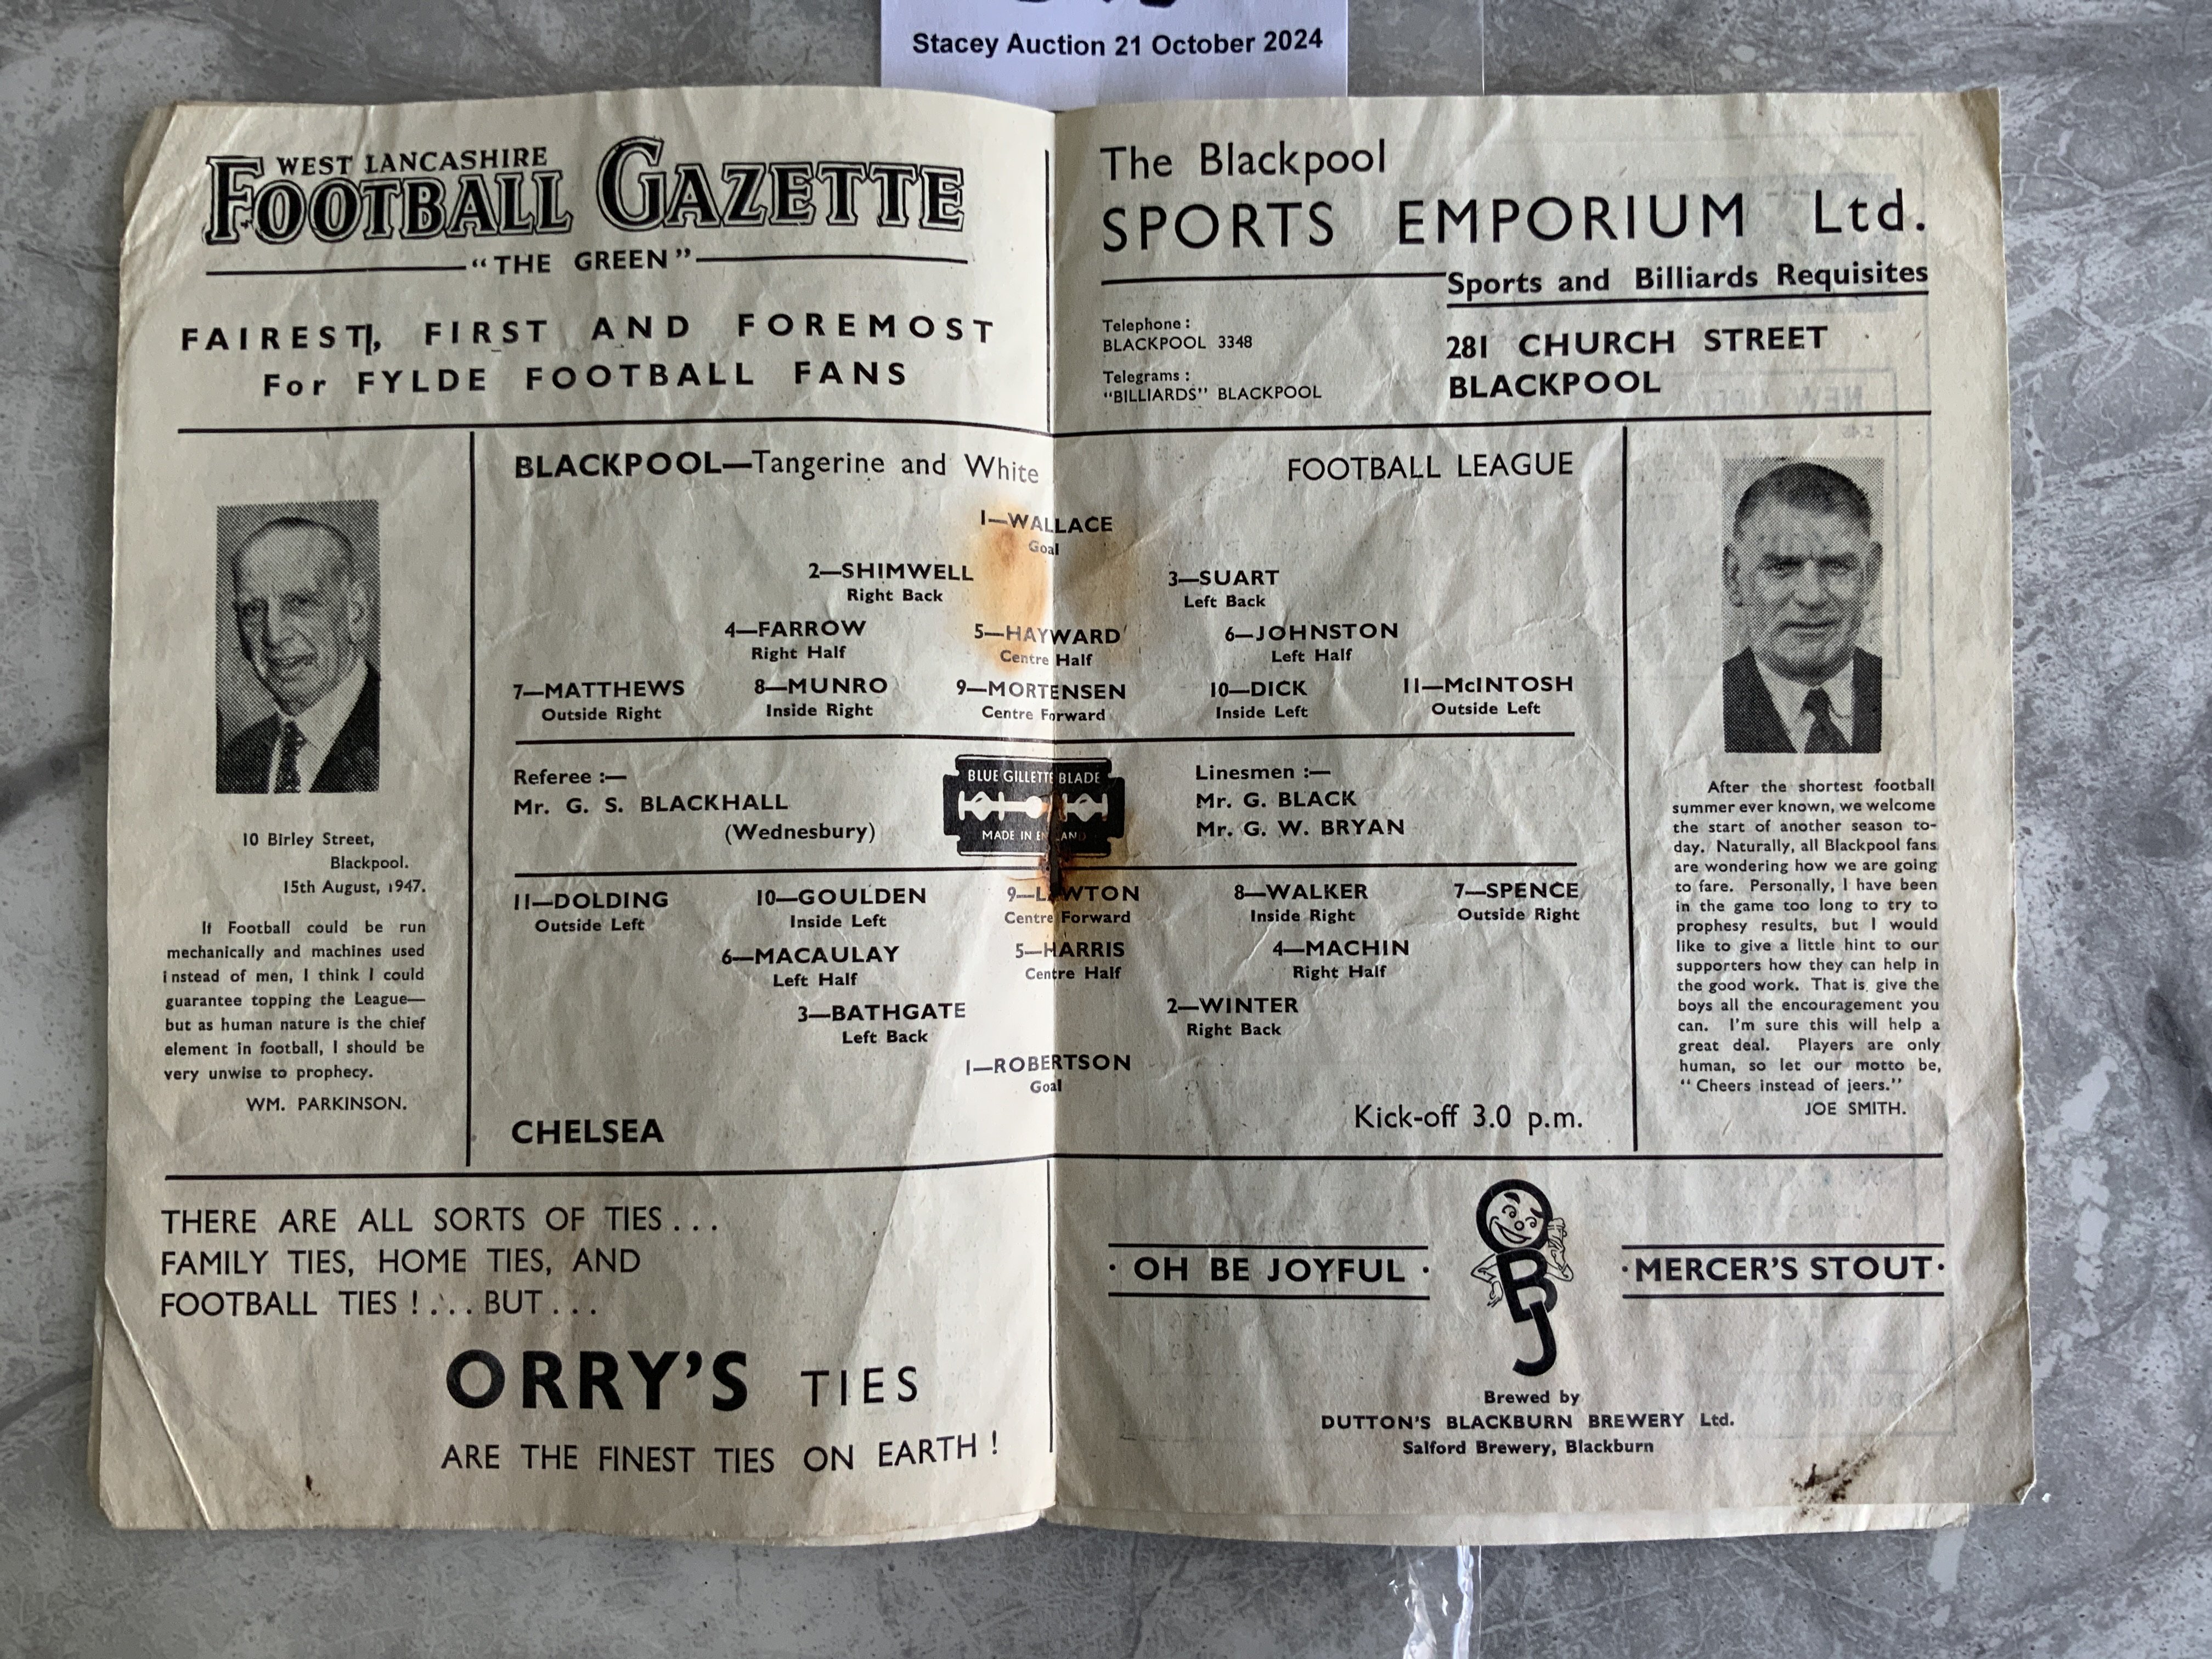 Stacey Auction 21 October 2024
WEST LANCASHIRE
FOOTBALL GAZETTE
"THE GREEN"
FAIREST, FIRST AND FOREMOST
For FYLDE FOOTBALL FANS
The Blackpool
SPORTS EMPORIUM Ltd.
Sports and Billiards Requisites
Telephone :
BLACKPOOL 3348
Telegrams :
"BILLIARDS" BLACKPOOL
281 CHURCH STREET
BLACKPOOL
10 Birley Street,
Blackpool.
15th August, 1947.
If Football could be run
mechanically and machines used
instead of men, I think I could
guarantee topping the League—
but as human nature is the chief
element in football, I should be
very unwise to prophecy.
WM. PARKINSON.
BLACKPOOL—Tangerine and White
FOOTBALL LEAGUE
1—WALLACE
Goal
2—SHIMWELL
Right Back
3—SUART
Left Back
4—FARROW
Right Half
5—HAYWARD
Centre Half
6—JOHNSTON
Left Half
7—MATTHEWS
Outside Right
8—MUNRO
Inside Right
9—MORTENSEN
Centre Forward
10—DICK
Inside Left
11—McINTOSH
Outside Left
Referee :—
Mr. G. S. BLACKHALL
(Wednesbury)
BLUE GILLETTE BLADE
MADE IN ENGLAND
Linesmen :—
Mr. G. BLACK
Mr. G. W. BRYAN
11—DOLDING
Outside Left
10—GOULDEN
Inside Left
9—LAWTON
Centre Forward
8—WALKER
Inside Right
7—SPENCE
Outside Right
6—MACAULAY
Left Half
5—HARRIS
Centre Half
4—MACHIN
Right Half
3—BATHGATE
Left Back
2—WINTER
Right Back
1—ROBERTSON
Goal
CHELSEA
Kick-off 3.0 p.m.
After the shortest football
summer ever known, we welcome
the start of another season to-
day. Naturally, all Blackpool fans
are wondering how we are going
to fare. Personally, I have been
in the game too long to try to
prophesy results, but I would
like to give a little hint to our
supporters how they can help in
the good work. That is, give the
boys all the encouragement you
can. I'm sure this will help a
great deal. Players are only
human, so let our motto be,
"Cheers instead of jeers."
JOE SMITH.
THERE ARE ALL SORTS OF TIES...
FAMILY TIES, HOME TIES, AND
FOOTBALL TIES !...BUT...
ORRY'S TIES
ARE THE FINEST TIES ON EARTH !
· OH BE JOYFUL ·
OBJ
·MERCER'S STOUT·
Brewed by
DUTTON'S BLACKBURN BREWERY Ltd.
Salford Brewery, Blackburn